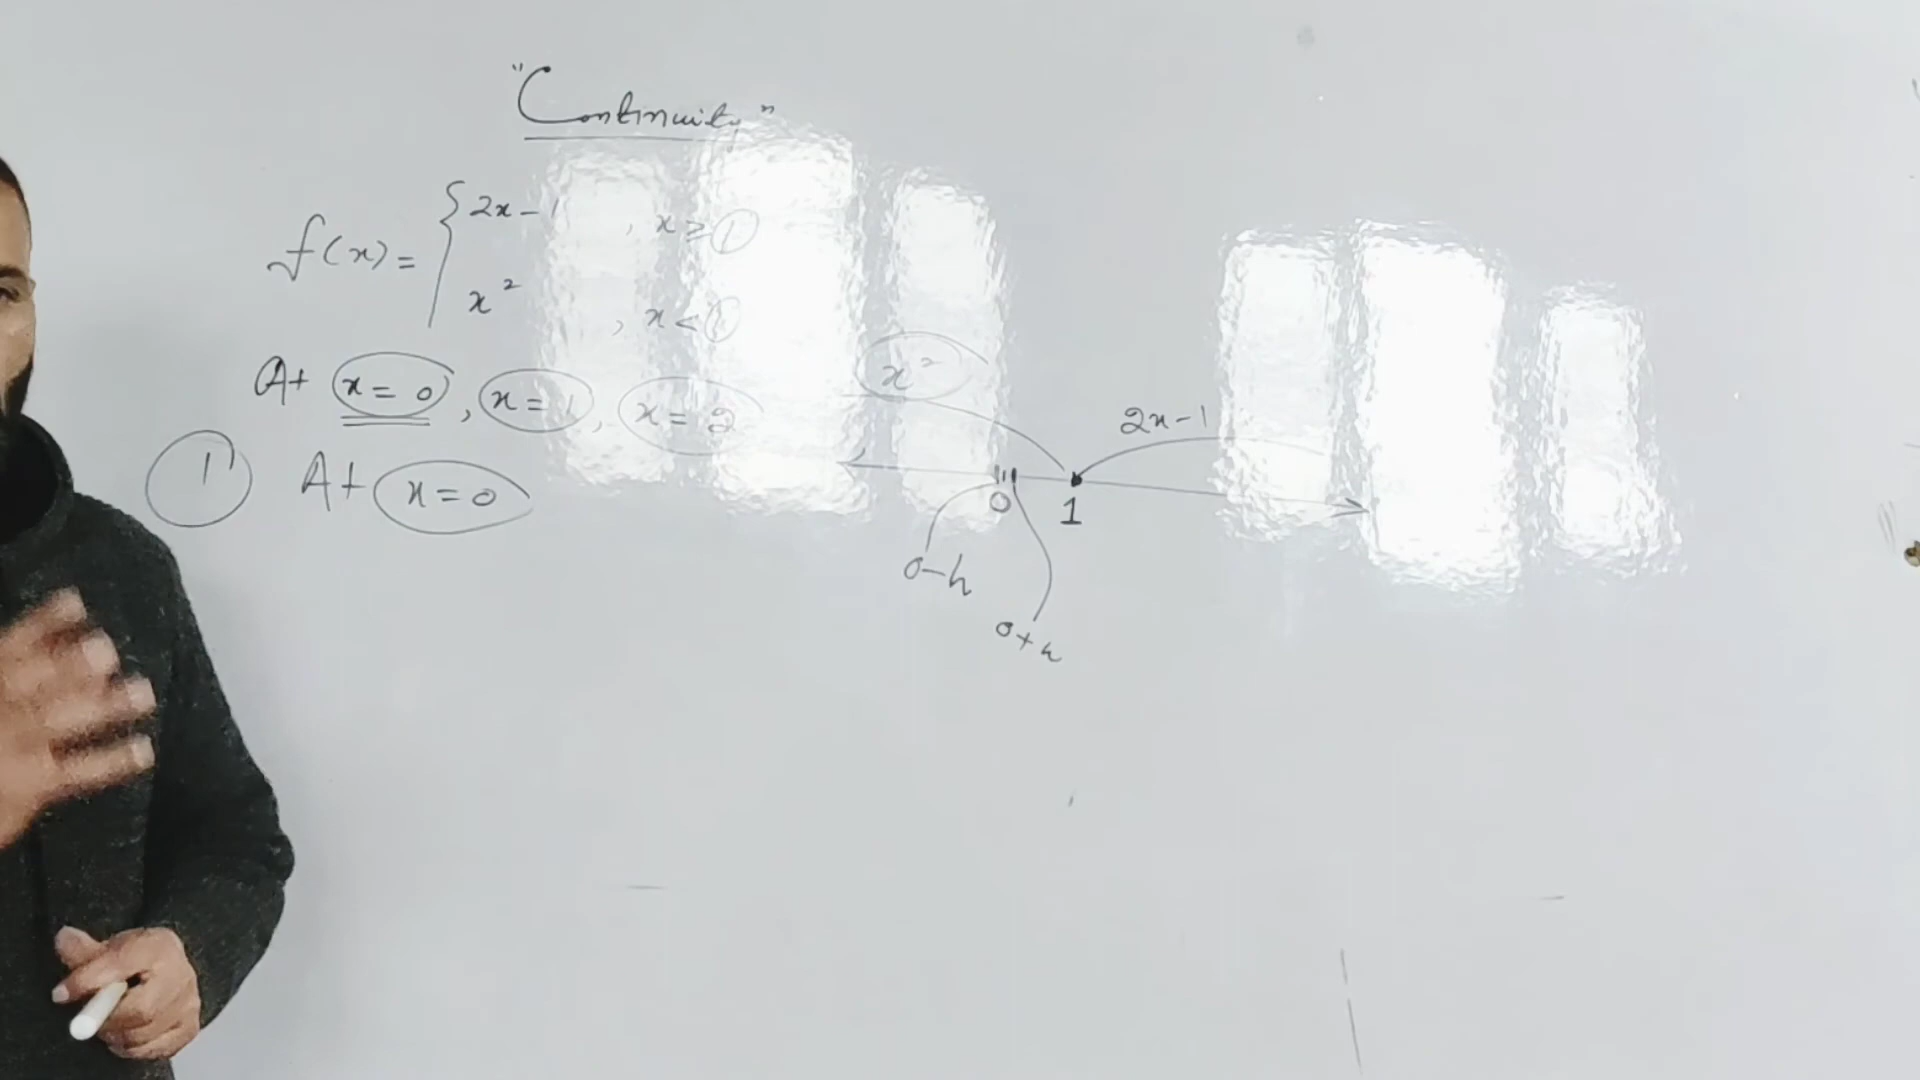 "Continuity"
f(x) = { 2x - 1 , x ≥ 1
x² , x < 1
At x = 0 , x = 1 , x = 2
1 At x = 0
x²
2x - 1
0 1
0 - h
0 + h